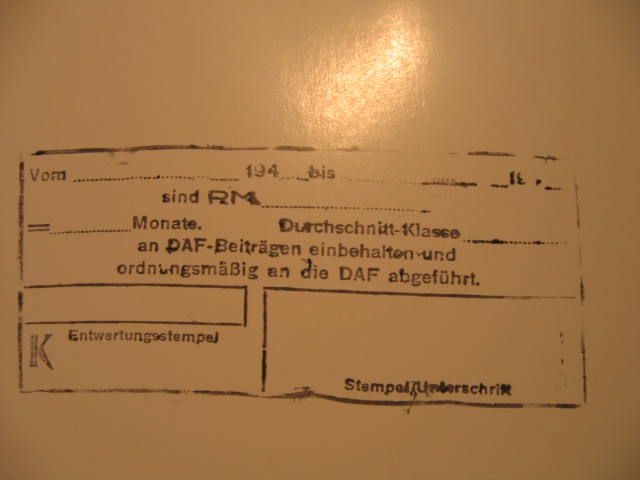 Vom 194 bis
sind RM
= Monate. Durchschnitt-Klasse
an DAF-Beiträgen einbehalten und
ordnungsmäßig an die DAF abgeführt.
Entwertungsstempel
K
Stempel/Unterschrift